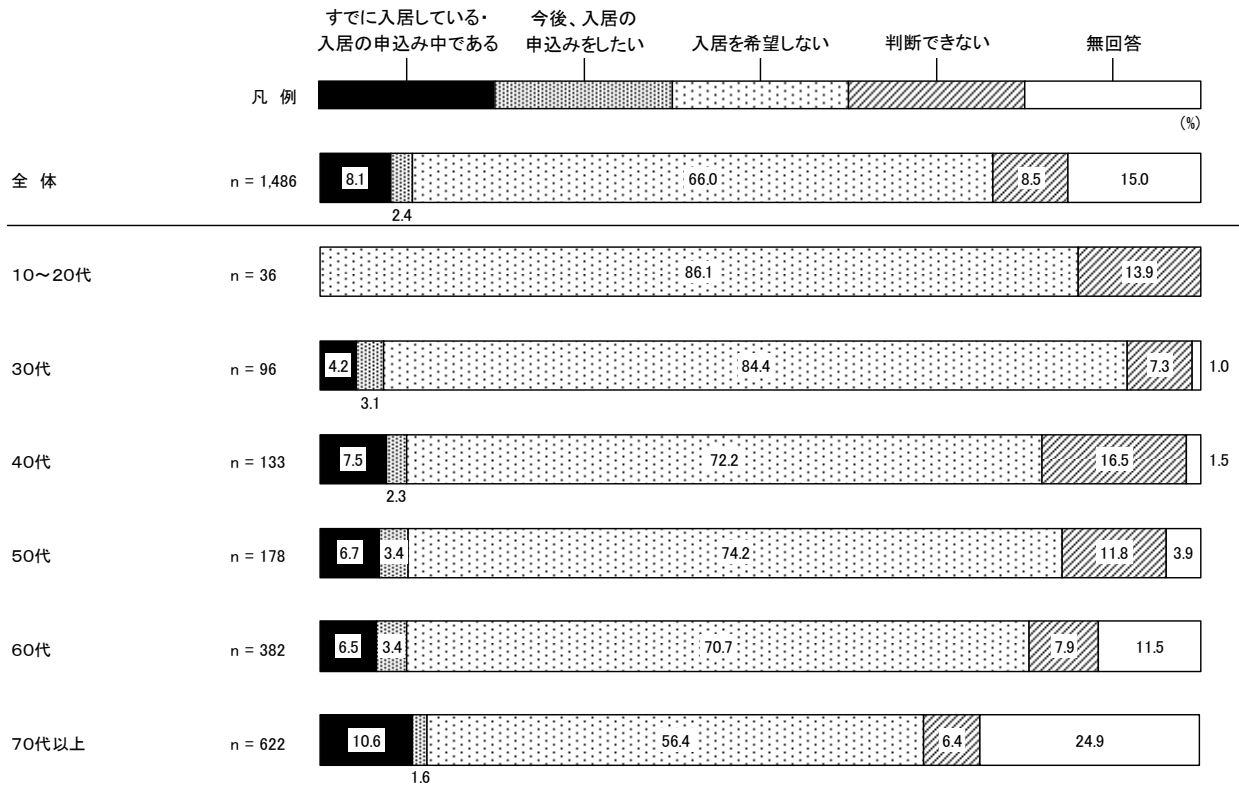 すでに入居している・
入居の申込み中である
今後、入居の
申込みをしたい
入居を希望しない
判断できない
無回答
凡 例
(%)
全 体 n = 1,486 8.1 2.4 66.0 8.5 15.0
10～20代 n = 36 86.1 13.9
30代 n = 96 4.2 3.1 84.4 7.3 1.0
40代 n = 133 7.5 2.3 72.2 16.5 1.5
50代 n = 178 6.7 3.4 74.2 11.8 3.9
60代 n = 382 6.5 3.4 70.7 7.9 11.5
70代以上 n = 622 10.6 1.6 56.4 6.4 24.9